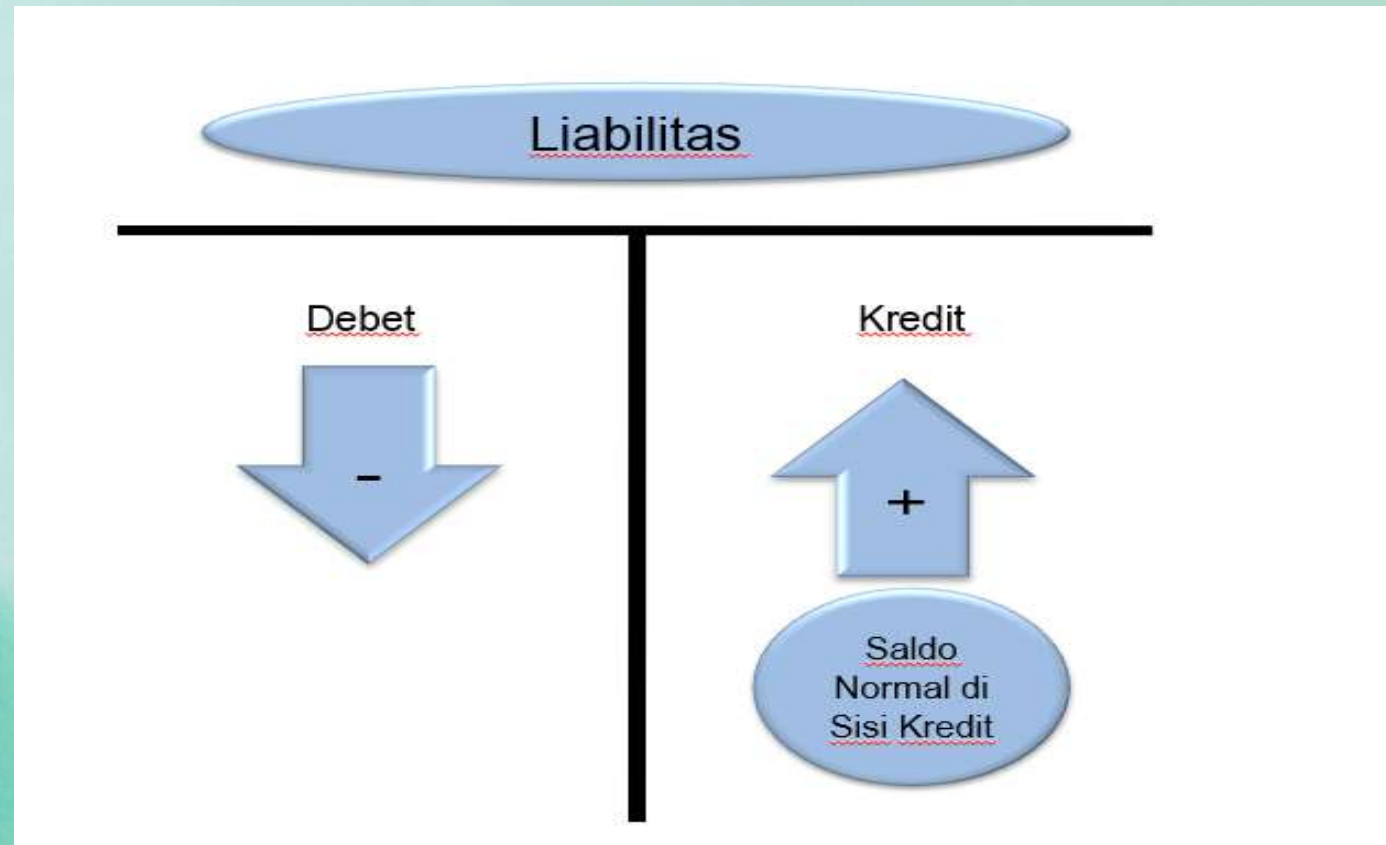 Liabilitas
Debet
Kredit
-
+
Saldo
Normal di
Sisi Kredit